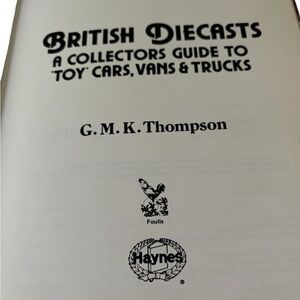 BRITISH DIECASTS
A COLLECTORS GUIDE TO
'TOY' CARS, VANS & TRUCKS
G. M. K. Thompson
Foulis
Haynes
®